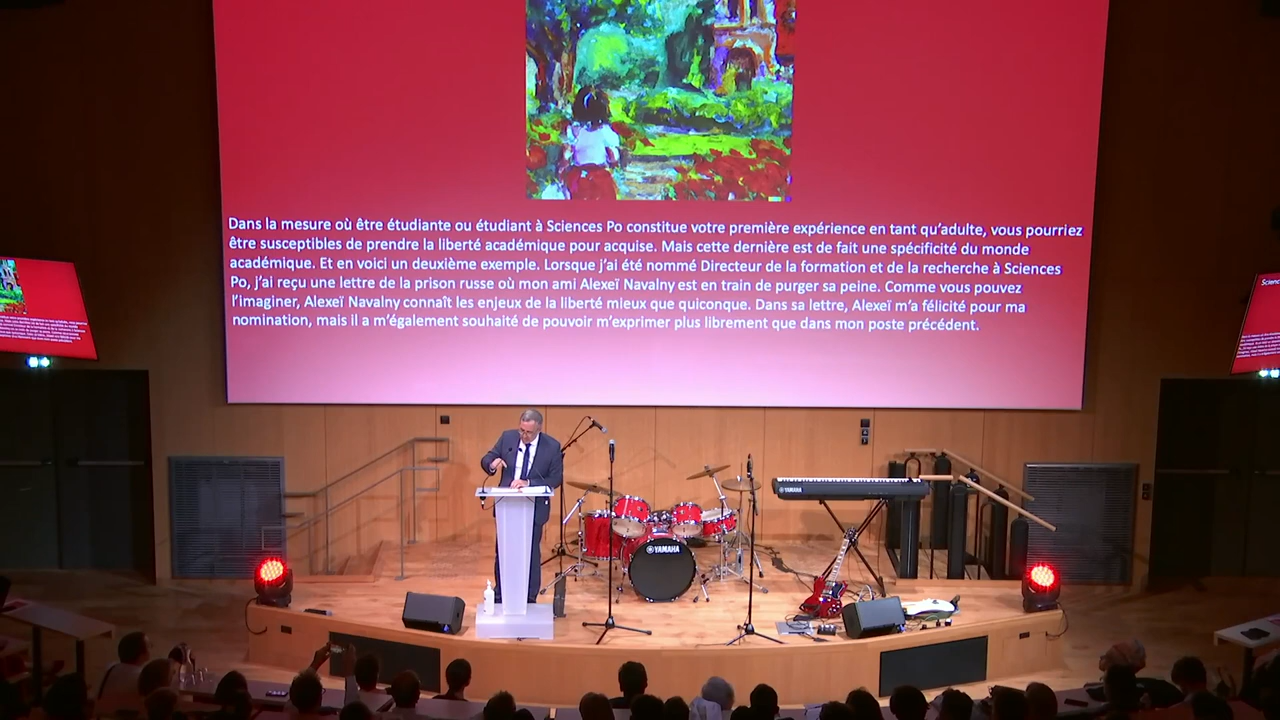 Dans la mesure où être étudiante ou étudiant à Sciences Po constitue votre première expérience en tant qu’adulte, vous pourriez
être susceptibles de prendre la liberté académique pour acquise. Mais cette dernière est de fait une spécificité du monde
académique. Et en voici un deuxième exemple. Lorsque j’ai été nommé Directeur de la formation et de la recherche à Sciences
Po, j’ai reçu une lettre de la prison russe où mon ami Alexeï Navalny est en train de purger sa peine. Comme vous pouvez
l’imaginer, Alexeï Navalny connaît les enjeux de la liberté mieux que quiconque. Dans sa lettre, Alexeï m’a félicité pour ma
nomination, mais il a m’également souhaité de pouvoir m’exprimer plus librement que dans mon poste précédent.
YAMAHA
YAMAHA